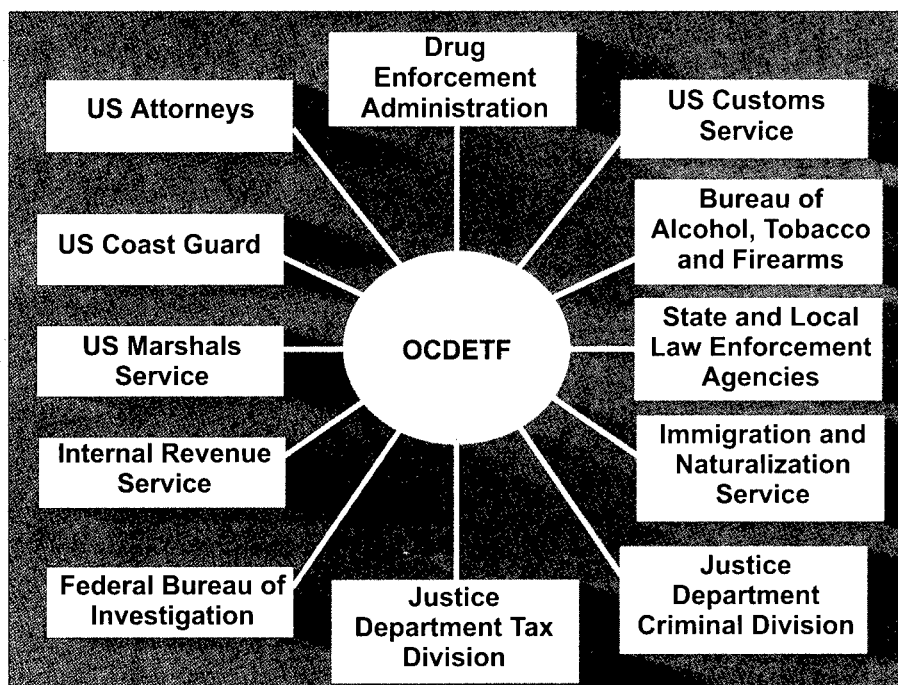 Drug
Enforcement
Administration
US Attorneys
US Customs
Service
US Coast Guard
Bureau of
Alcohol, Tobacco
and Firearms
OCDETF
US Marshals
Service
State and Local
Law Enforcement
Agencies
Internal Revenue
Service
Immigration and
Naturalization
Service
Federal Bureau of
Investigation
Justice
Department Tax
Division
Justice
Department
Criminal Division